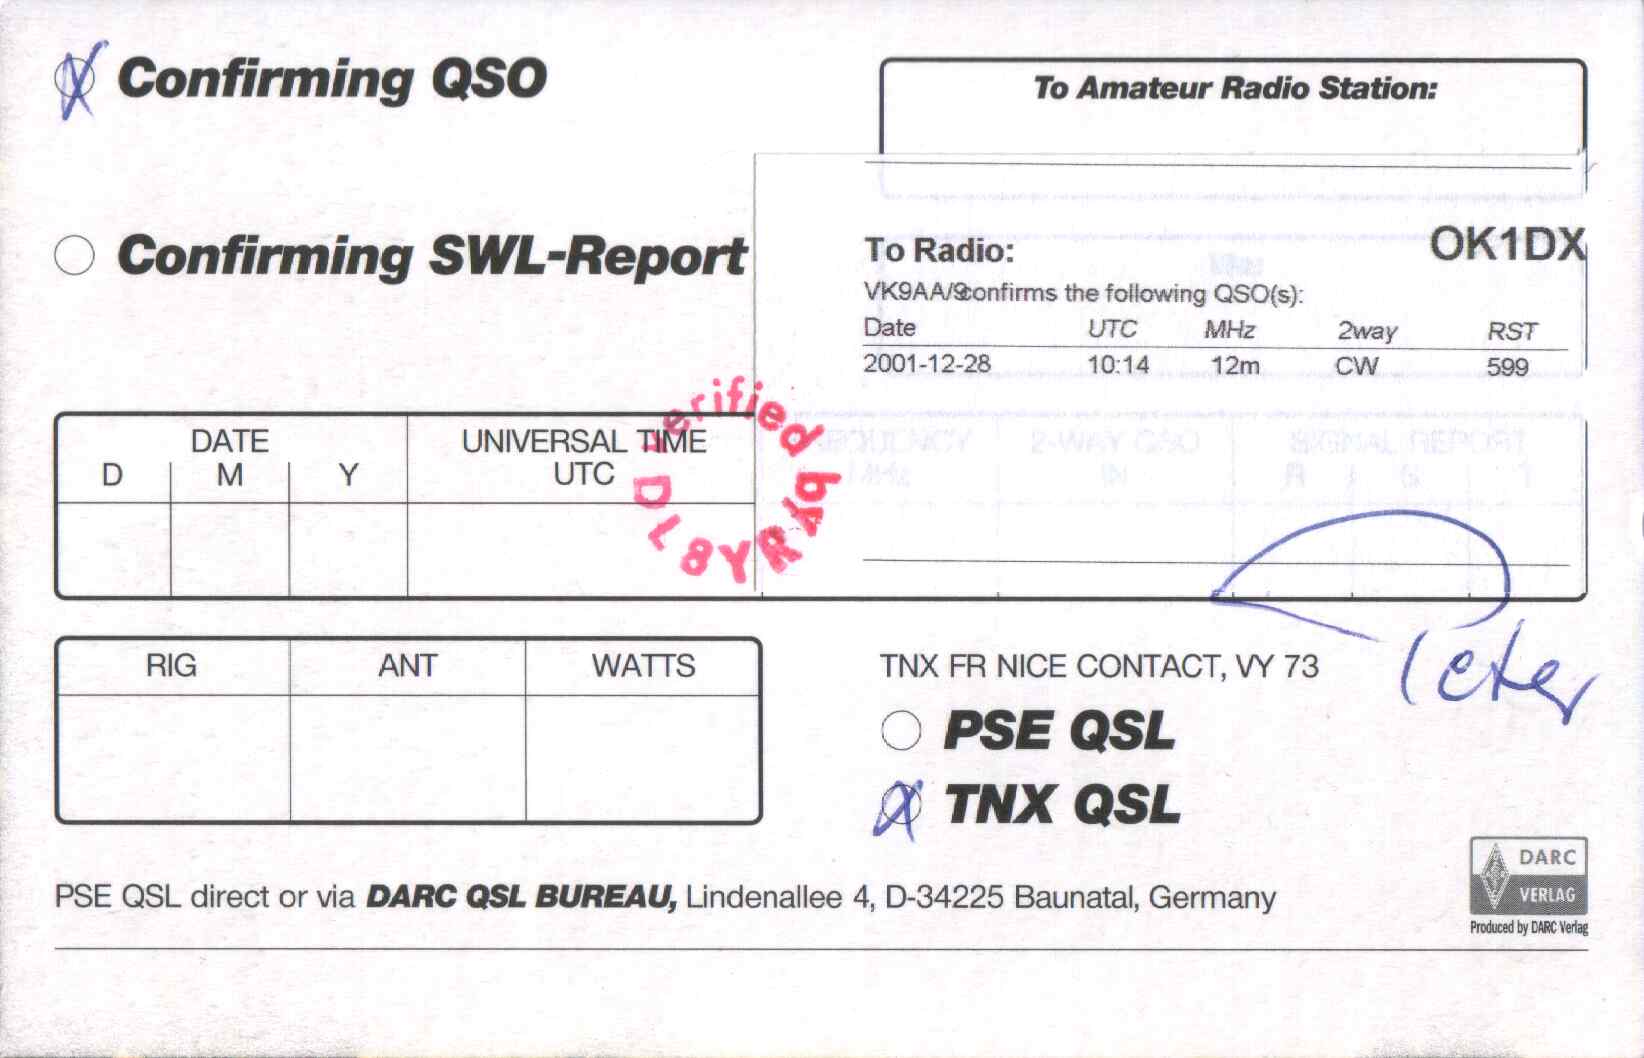 Confirming QSO
To Amateur Radio Station:
Confirming SWL-Report
To Radio:
OK1DX
VK9AA/9confirms the following QSO(s):
Date UTC MHz 2way RST
2001-12-28 10:14 12m CW 599
DATE
D M Y
UNIVERSAL TIME
UTC
FREQUENCY
MHz
2-WAY QSO
IN
SIGNAL REPORT
R S T
verified by
DL8YR
RIG ANT WATTS
TNX FR NICE CONTACT, VY 73
Peter
PSE QSL
TNX QSL
PSE QSL direct or via DARC QSL BUREAU, Lindenallee 4, D-34225 Baunatal, Germany
DARC
VERLAG
Produced by DARC Verlag